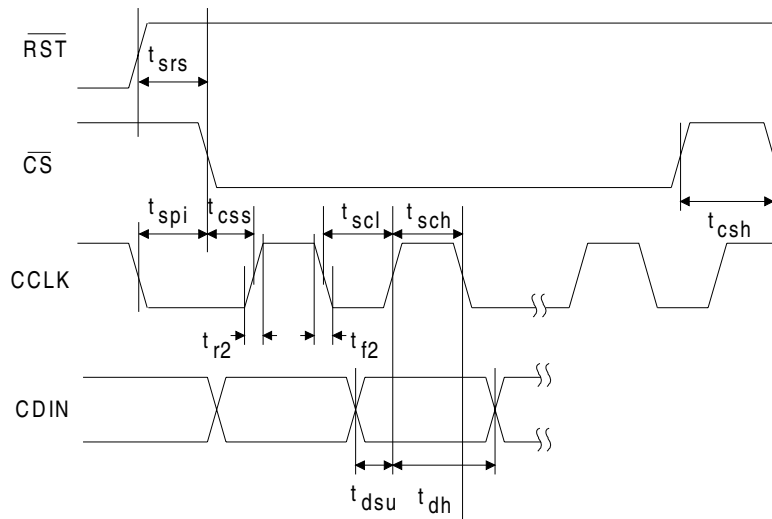 RST
t srs
CS
t spi
t css
t scl
t sch
t csh
CCLK
t r2
t f2
CDIN
t dsu
t dh